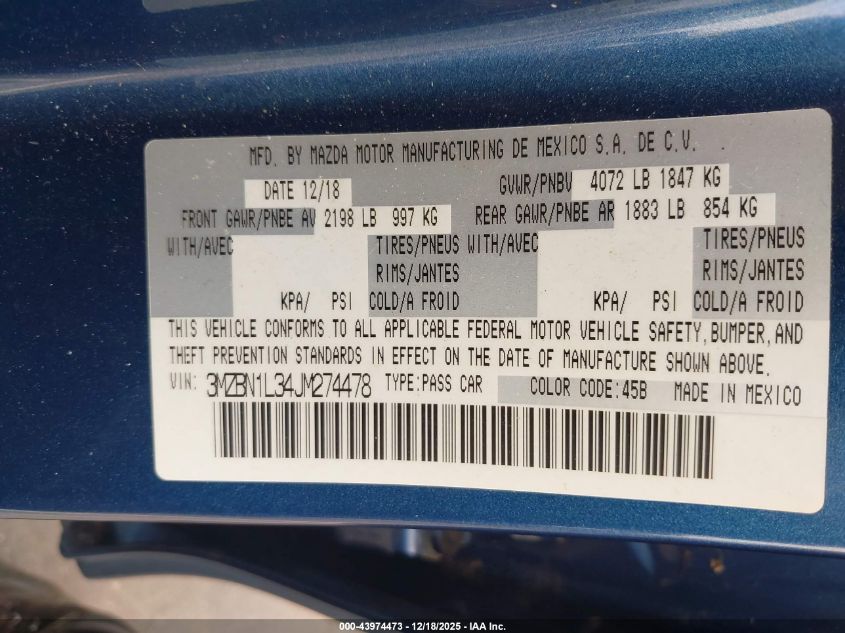 MFD. BY MAZDA MOTOR MANUFACTURING DE MEXICO S.A. DE C.V.
DATE 12/18 GVWR/PNBV 4072 LB 1847 KG
FRONT GAWR/PNBE AV 2198 LB 997 KG REAR GAWR/PNBE AR 1883 LB 854 KG
WITH/AVEC TIRES/PNEUS WITH/AVEC TIRES/PNEUS
RIMS/JANTES RIMS/JANTES
KPA/ PSI COLD/A FROID KPA/ PSI COLD/A FROID
THIS VEHICLE CONFORMS TO ALL APPLICABLE FEDERAL MOTOR VEHICLE SAFETY, BUMPER, AND
THEFT PREVENTION STANDARDS IN EFFECT ON THE DATE OF MANUFACTURE SHOWN ABOVE.
VIN: 3MZBN1L34JM274478 TYPE:PASS CAR COLOR CODE:45B MADE IN MEXICO
000-43974473 - 12/18/2025 - IAA Inc.